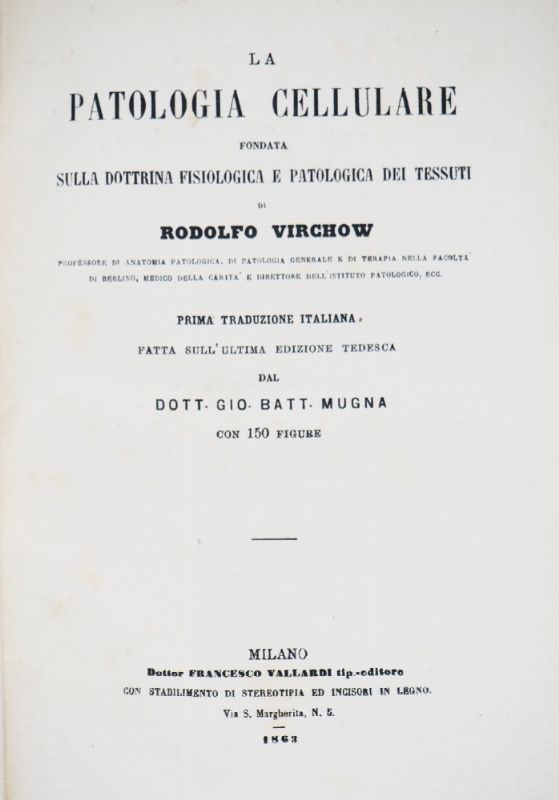 LA
PATOLOGIA CELLULARE
FONDATA
SULLA DOTTRINA FISIOLOGICA E PATOLOGICA DEI TESSUTI
DI
RODOLFO VIRCHOW
PROFESSORE DI ANATOMIA PATOLOGICA, DI PATOLOGIA GENERALE E DI TERAPIA NELLA FACOLTA'
DI BERLINO, MEDICO DELLA CARITA' E DIRETTORE DELL'ISTITUTO PATOLOGICO, ECC.
PRIMA TRADUZIONE ITALIANA,
FATTA SULL'ULTIMA EDIZIONE TEDESCA
DAL
DOTT. GIO. BATT. MUGNA
CON 150 FIGURE
MILANO
Dottor FRANCESCO VALLARDI tip.-editore
CON STABILIMENTO DI STEREOTIPIA ED INCISORI IN LEGNO.
Via S. Margherita, N. 5.
1863